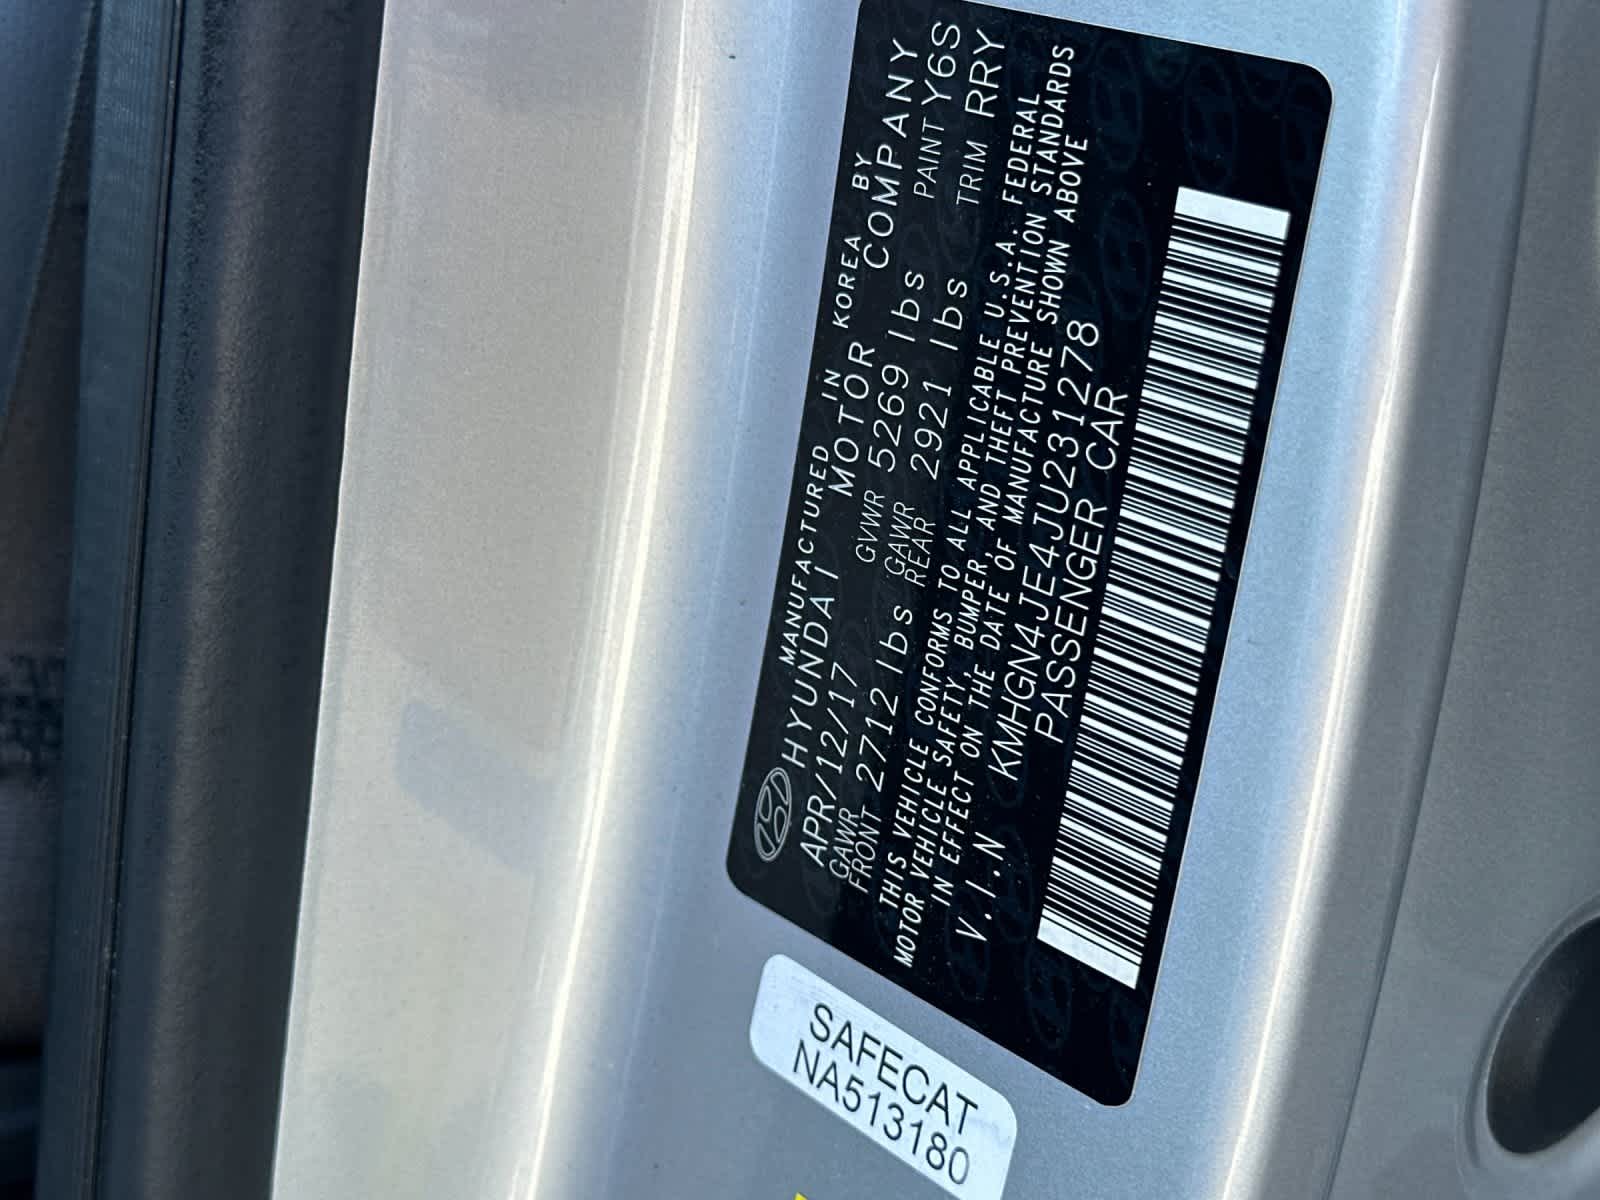 MANUFACTURED IN KOREA BY
HYUNDAI MOTOR COMPANY
APR/12/17 GVWR 5269 lbs PAINT Y6S
GAWR FRONT 2712 lbs GAWR REAR 2921 lbs TRIM RRY
THIS VEHICLE CONFORMS TO ALL APPLICABLE U.S.A. FEDERAL
MOTOR VEHICLE SAFETY, BUMPER, AND THEFT PREVENTION STANDARDS
IN EFFECT ON THE DATE OF MANUFACTURE SHOWN ABOVE
V.I.N KMHGN4JE4JU231278
PASSENGER CAR
SAFECAT
NA513180